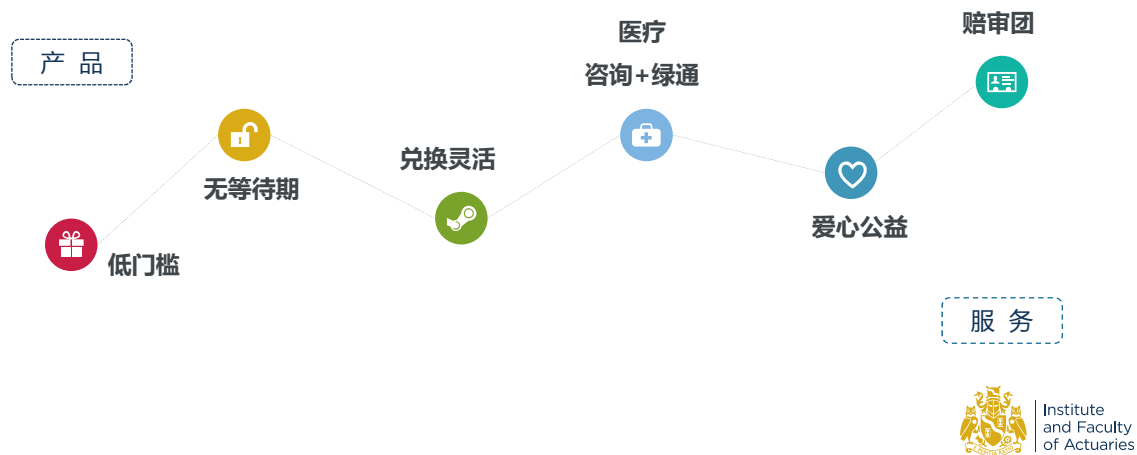 产 品
低门槛
无等待期
兑换灵活
医疗
咨询+绿通
爱心公益
赔审团
服 务
Institute
and Faculty
of Actuaries